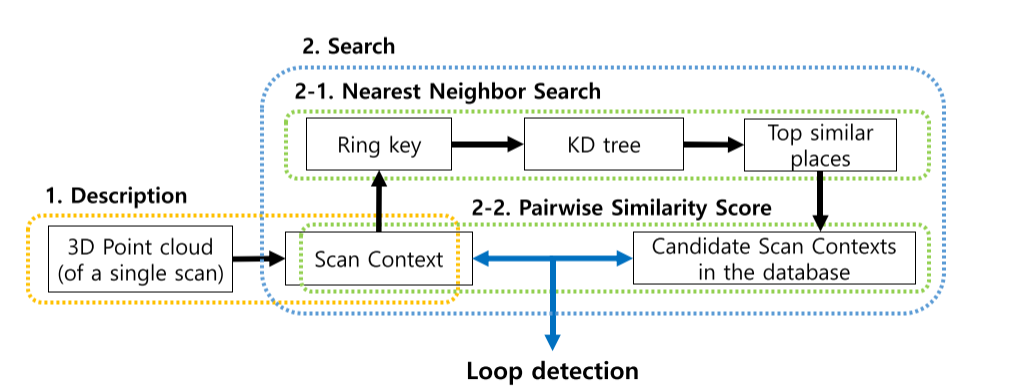 2. Search
2-1. Nearest Neighbor Search
Ring key
KD tree
Top similar
places
1. Description
2-2. Pairwise Similarity Score
3D Point cloud
(of a single scan)
Scan Context
Candidate Scan Contexts
in the database
Loop detection